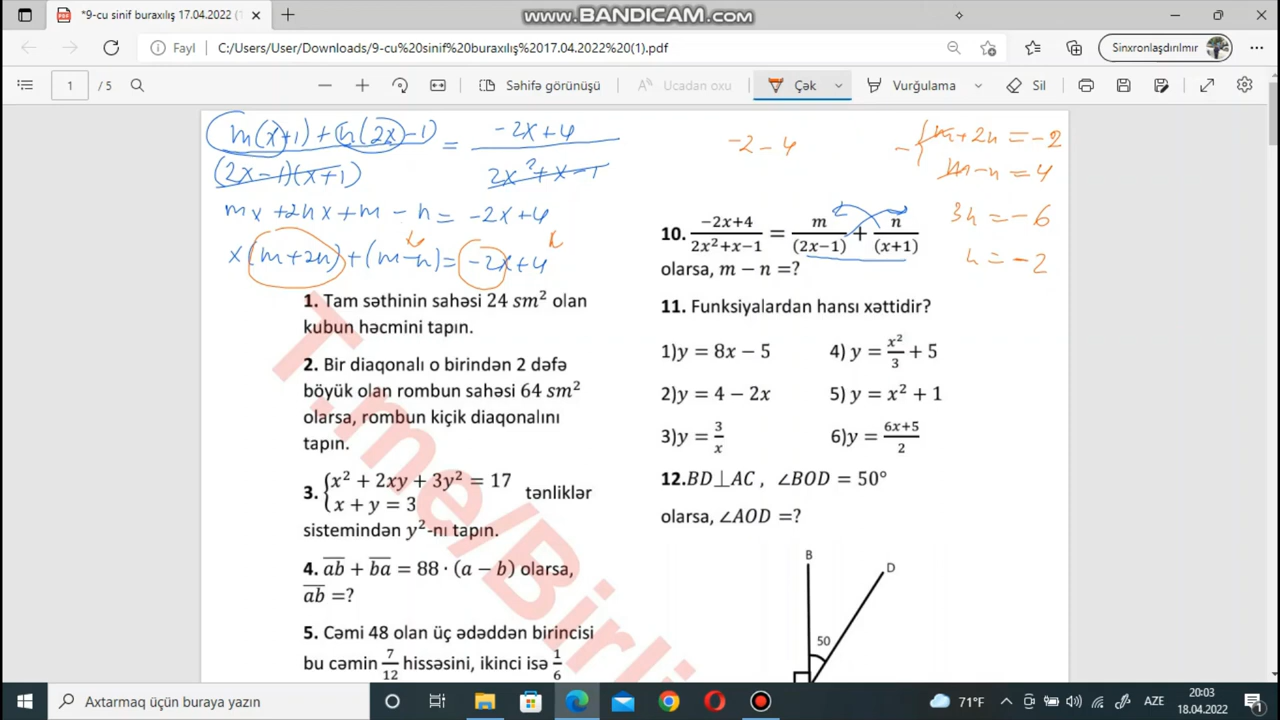 *9-cu sinif buraxılış 17.04.2022 (1
www.BANDICAM.com
Fayl
C:/Users/User/Downloads/9-cu%20sinif%20buraxılış%2017.04.2022%20(1).pdf
Sinxronlaşdırılmır
1 / 5
Səhifə görünüşü
Ucadan oxu
Çək
Vurğulama
Sil
m(x+1) + n(2x-1) / (2x-1)(x+1) = -2x+4 / 2x²+x-1
mx + 2nx + m - n = -2x + 4
x(m+2n) + (m-n) = -2x+4
-2 - 4
m + 2n = -2
m - n = 4
3n = -6
n = -2
1. Tam səthinin sahəsi 24 sm² olan
kubun həcmini tapın.
2. Bir diaqonalı o birindən 2 dəfə
böyük olan rombun sahəsi 64 sm²
olarsa, rombun kiçik diaqonalını
tapın.
3. {x² + 2xy + 3y² = 17
x + y = 3 tənliklər
sistemindən y²-nı tapın.
4. a̅b̅ + b̅a̅ = 88 · (a − b) olarsa,
a̅b̅ =?
5. Cəmi 48 olan üç ədəddən birincisi
bu cəmin 7/12 hissəsini, ikinci isə 1/6
10. −2x+4 / 2x²+x−1 = m / (2x−1) + n / (x+1)
olarsa, m − n =?
11. Funksiyalardan hansı xəttidir?
1)y = 8x − 5 4) y = x²/3 + 5
2)y = 4 − 2x 5) y = x² + 1
3)y = 3/x 6)y = 6x+5/2
12.BD⊥AC , ∠BOD = 50°
olarsa, ∠AOD =?
B
D
50
T.me/Birli
Axtarmaq üçün buraya yazın
71°F
AZE
20:03
18.04.2022
1